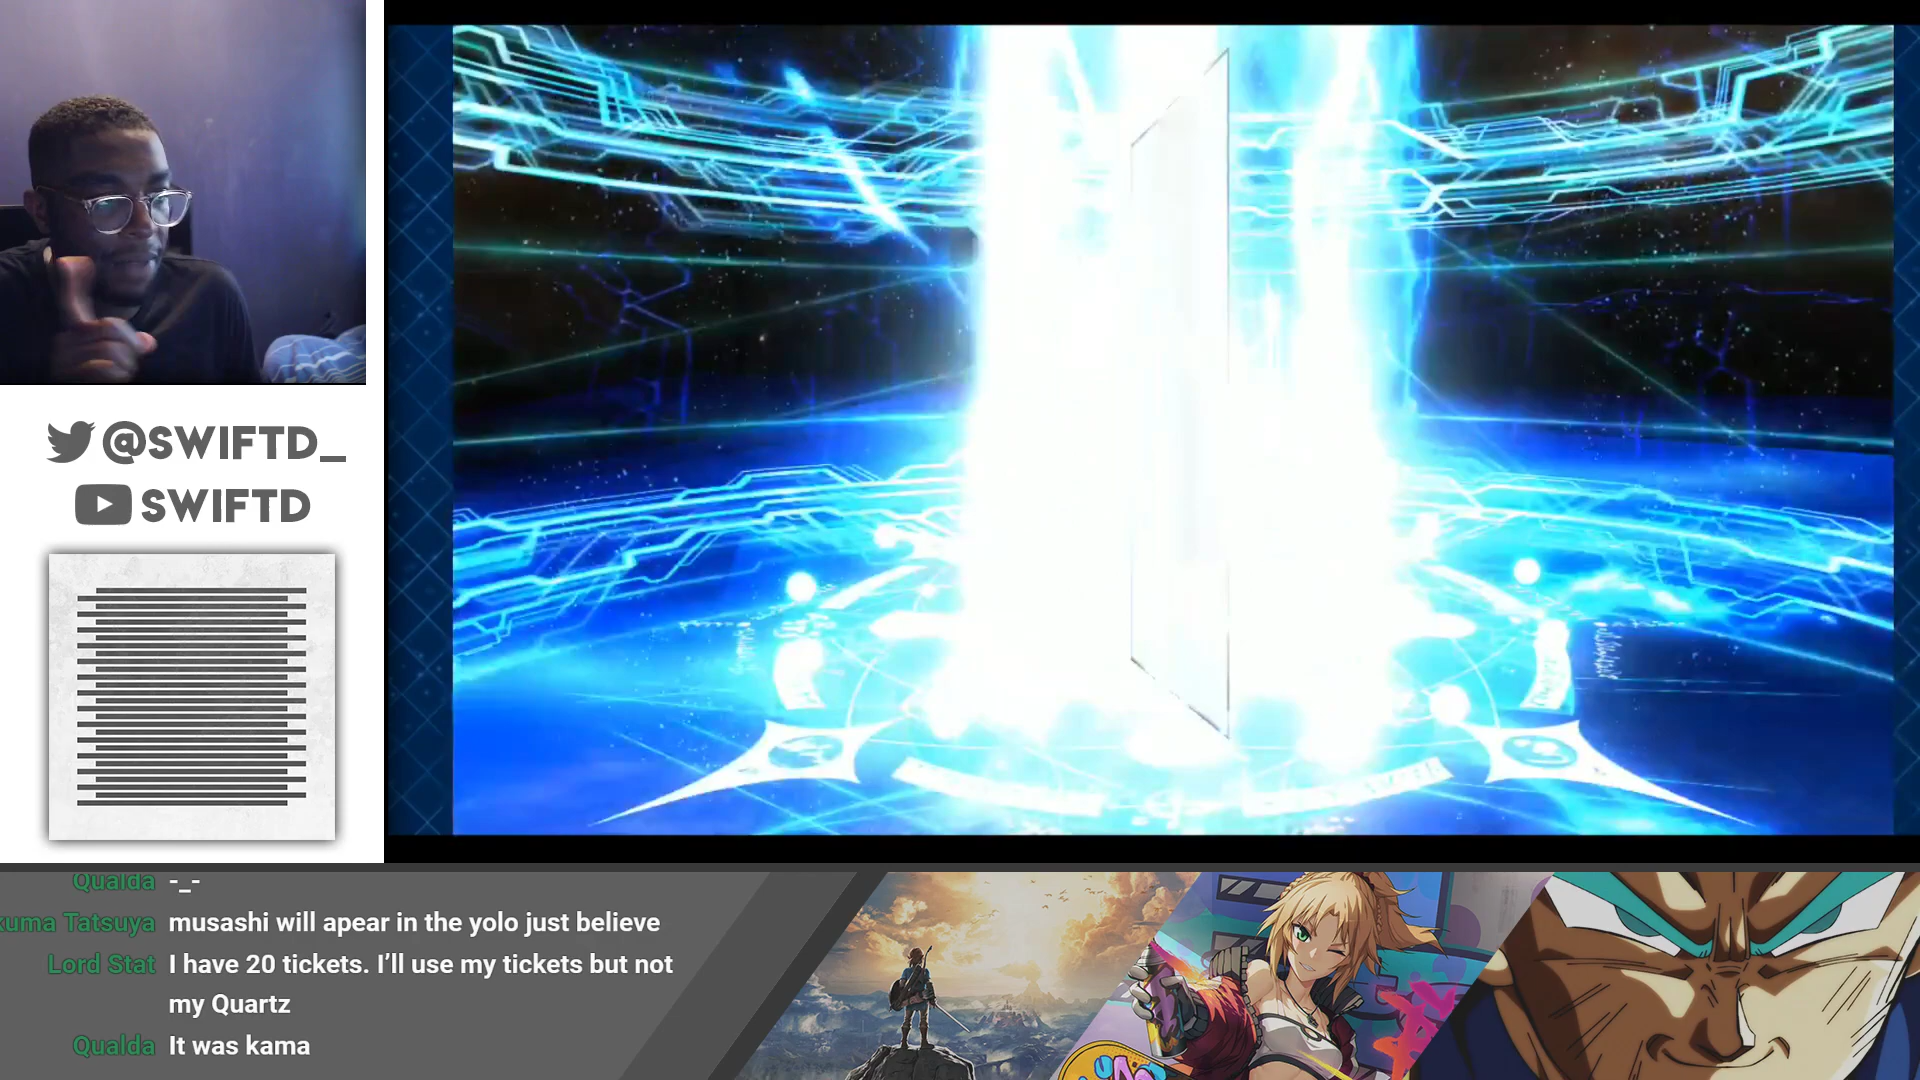 @SWIFTD_
SWIFTD
Qualda -_-
kuma Tatsuya musashi will apear in the yolo just believe
Lord Stat I have 20 tickets. I’ll use my tickets but not
my Quartz
Qualda It was kama